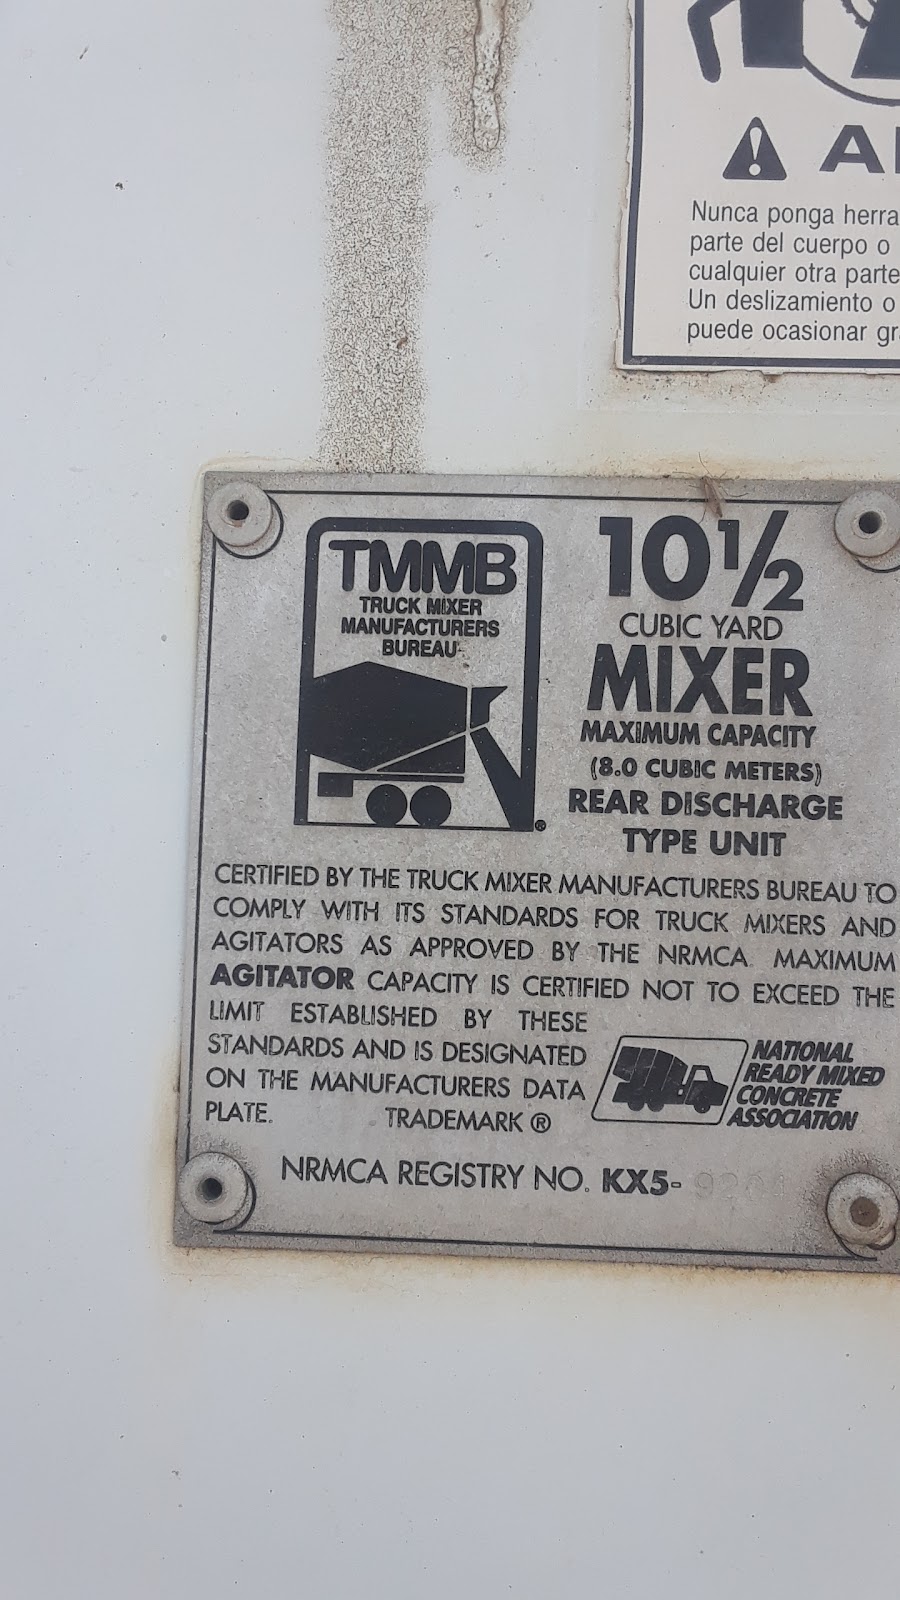 A
Nunca ponga herra
parte del cuerpo o
cualquier otra parte
Un deslizamiento o
puede ocasionar gr
TMMB
TRUCK MIXER
MANUFACTURERS
BUREAU
®
10 1/2
CUBIC YARD
MIXER
MAXIMUM CAPACITY
(8.0 CUBIC METERS)
REAR DISCHARGE
TYPE UNIT
CERTIFIED BY THE TRUCK MIXER MANUFACTURERS BUREAU TO
COMPLY WITH ITS STANDARDS FOR TRUCK MIXERS AND
AGITATORS AS APPROVED BY THE NRMCA. MAXIMUM
AGITATOR CAPACITY IS CERTIFIED NOT TO EXCEED THE
LIMIT ESTABLISHED BY THESE
STANDARDS AND IS DESIGNATED
ON THE MANUFACTURERS DATA
PLATE. TRADEMARK ®
NATIONAL
READY MIXED
CONCRETE
ASSOCIATION
NRMCA REGISTRY NO. KX5-